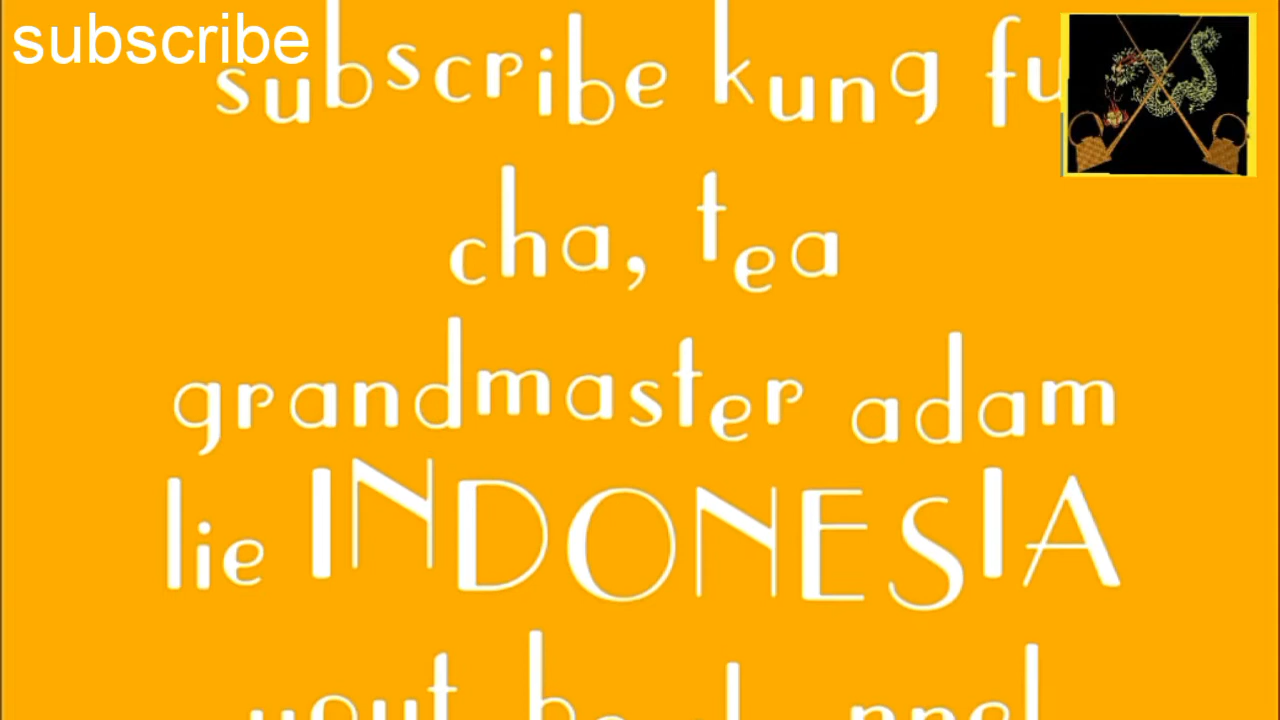 subscribe
subscribe kung fu
cha, tea
grandmaster adam
lie INDONESIA